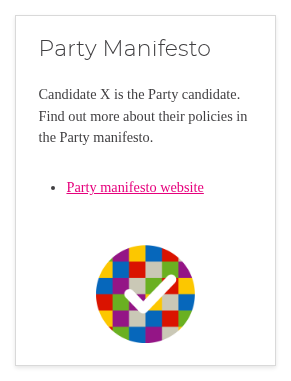 Party Manifesto
Candidate X is the Party candidate.
Find out more about their policies in
the Party manifesto.
Party manifesto website